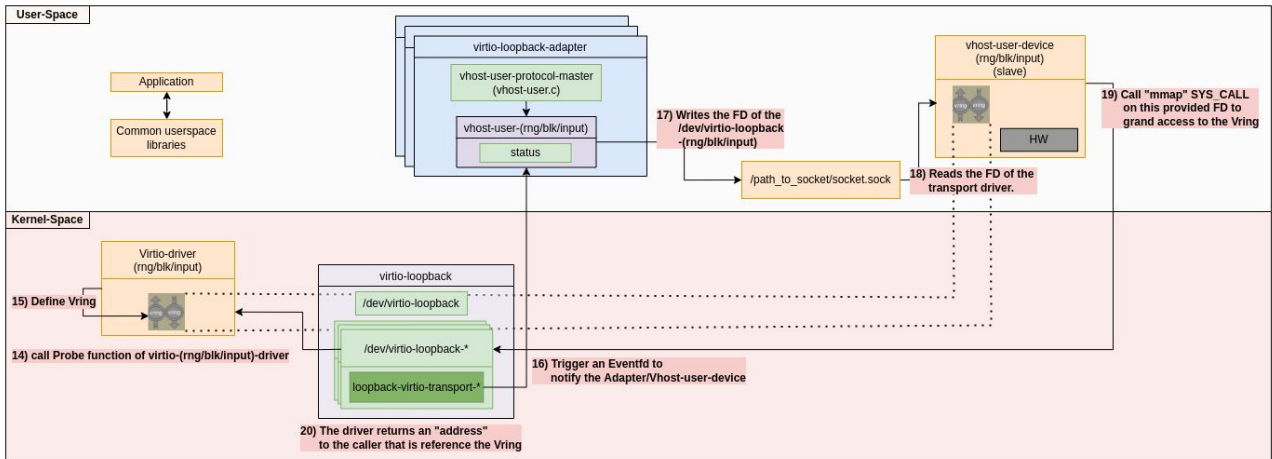 User-Space
virtio-loopback-adapter
vhost-user-protocol-master
(vhost-user.c)
vhost-user-(rng/blk/input)
status
Application
Common userspace
libraries
17) Writes the FD of the
/dev/virtio-loopback
-(rng/blk/input)
/path_to_socket/socket.sock
vhost-user-device
(rng/blk/input)
(slave)
vring vring
HW
18) Reads the FD of the
transport driver.
19) Call "mmap" SYS_CALL
on this provided FD to
grand access to the Vring
Kernel-Space
Virtio-driver
(rng/blk/input)
vring vring
15) Define Vring
14) call Probe function of virtio-(rng/blk/input)-driver
virtio-loopback
/dev/virtio-loopback
/dev/virtio-loopback-*
loopback-virtio-transport-*
16) Trigger an Eventfd to
notify the Adapter/Vhost-user-device
20) The driver returns an "address"
to the caller that is reference the Vring